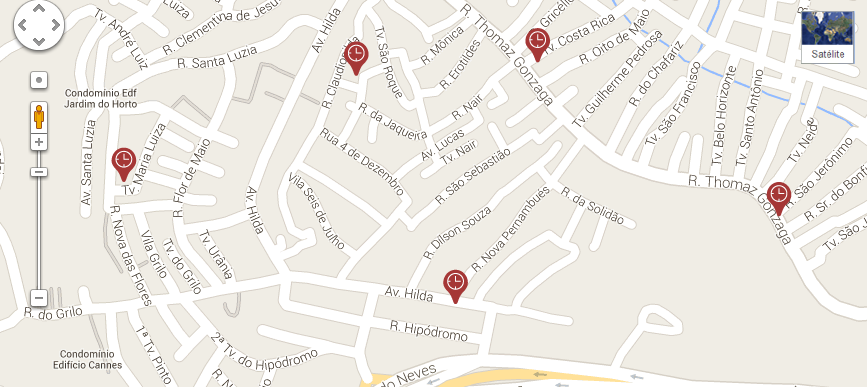 Tv. André Luiz
R. Clementina de Jesus
Luiza
R. Santa Luzia
Av. Hilda
R. Claudio
Tv. São Roque
R. Mônica
R. Erotildes
R. Thomaz Gonzaga
Tv. Costa Rica
R. Oito de Maio
Tv. Guilherme Pedrosa
R. do Chafariz
Satélite
Condomínio Edf
Jardim do Horto
Av. Santa Luzia
Tv. Maria Luiza
R. Flor de Maio
R. da Jaqueira
R. Nair
Av. Lucas
Tv. Nair
Rua 4 de Dezembro
R. São Sebastião
Tv. São Francisco
Tv. Belo Horizonte
Tv. Santo Antônio
Tv. Neide
R. São Jerônimo
R. Sr. do Bonfi
Tv. São J
R. Thomaz Gonzaga
Av. Hilda
Vila Seis de Julho
R. Dilson Souza
R. Nova Pernambués
R. da Solidão
R. Nova das Flores
Vila Grilo
Tv. do Grilo
Tv. Urânia
Av. Hilda
R. do Grilo
R. Hipódromo
1ª Tv. Pinto
2ª Tv. do Hipódromo
Condomínio
Edifício Cannes
do Neves